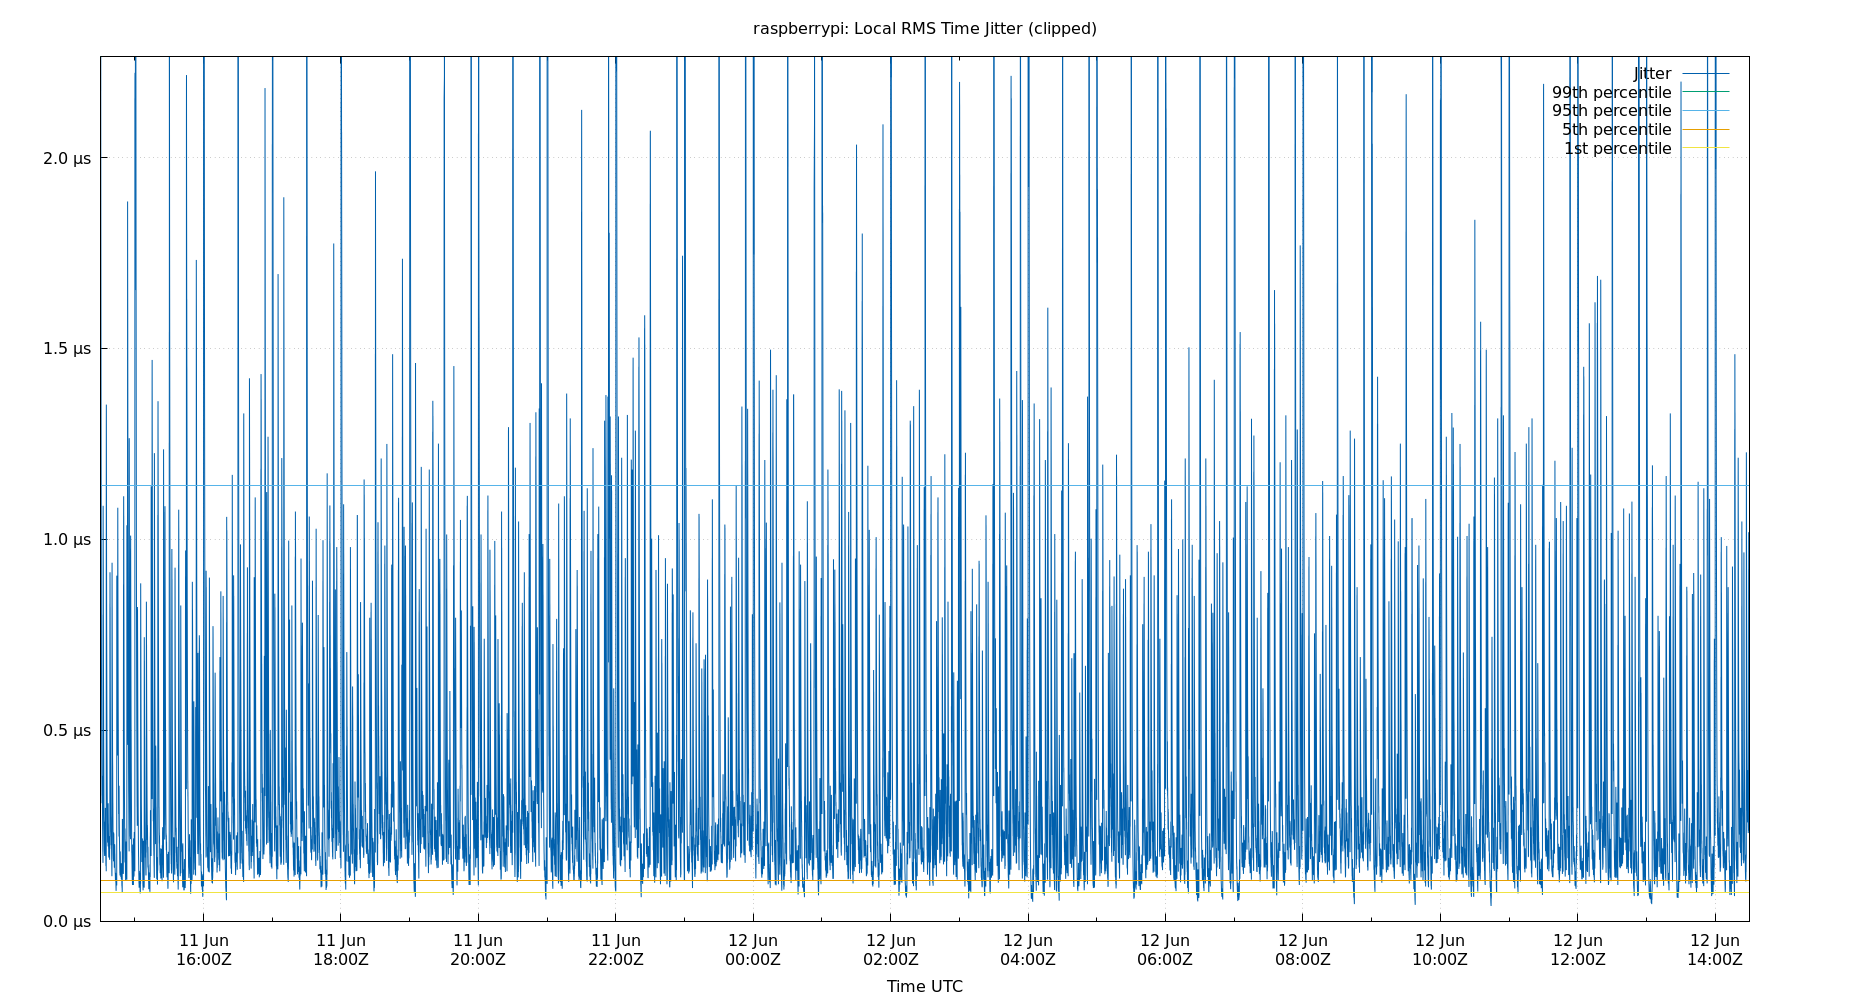 raspberrypi: Local RMS Time Jitter (clipped)
Jitter
99th percentile
95th percentile
5th percentile
1st percentile
2.0 μs
1.5 μs
1.0 μs
0.5 μs
0.0 μs
11 Jun 11 Jun 11 Jun 11 Jun 12 Jun 12 Jun 12 Jun 12 Jun 12 Jun 12 Jun 12 Jun 12 Jun
16:00Z 18:00Z 20:00Z 22:00Z 00:00Z 02:00Z 04:00Z 06:00Z 08:00Z 10:00Z 12:00Z 14:00Z
Time UTC